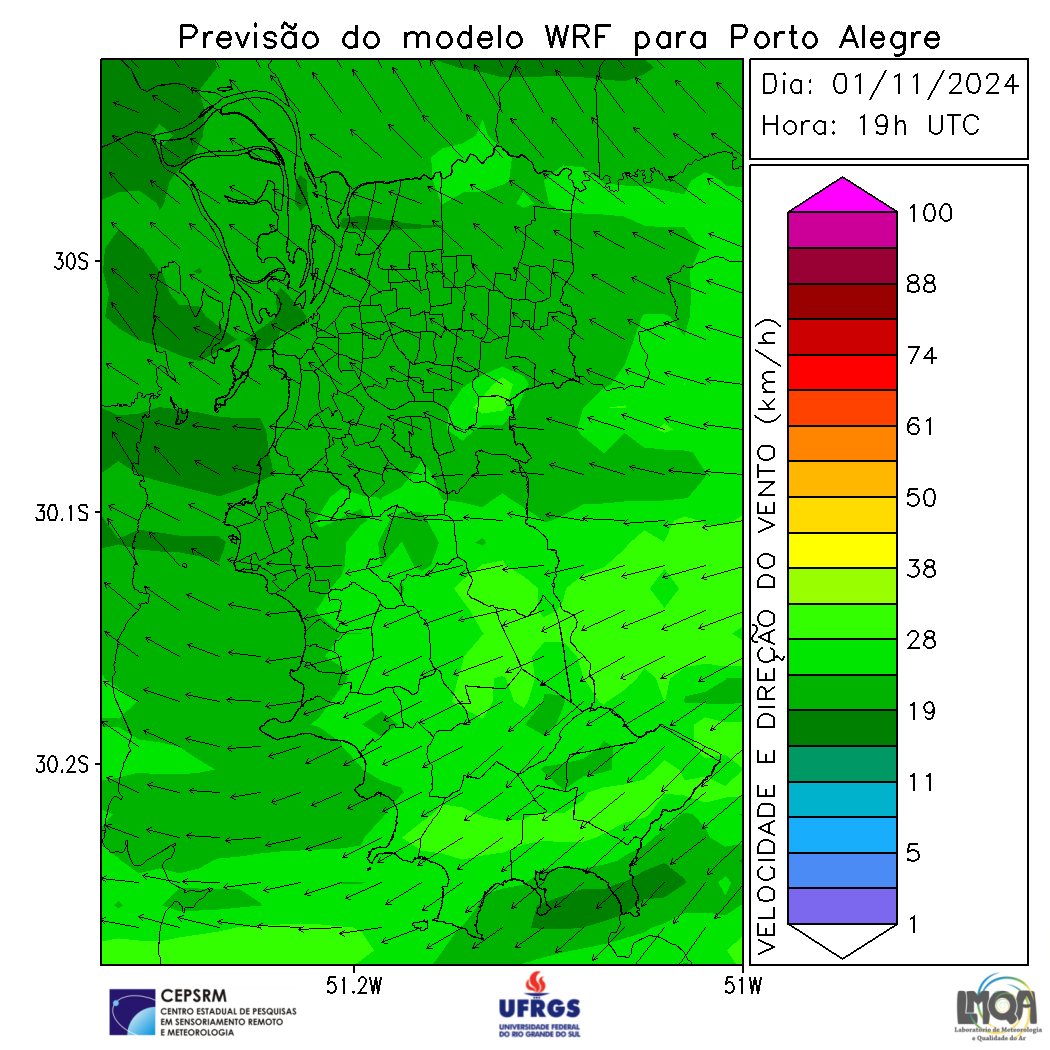 Previsão do modelo WRF para Porto Alegre
Dia: 01/11/2024
Hora: 19h UTC
30S
30.1S
30.2S
51.2W
51W
VELOCIDADE E DIREÇÃO DO VENTO (km/h)
100
88
74
61
50
38
28
19
11
5
1
CEPSRM
CENTRO ESTADUAL DE PESQUISAS
EM SENSORIAMENTO REMOTO
E METEOROLOGIA
UFRGS
UNIVERSIDADE FEDERAL
DO RIO GRANDE DO SUL
LMQA
Laboratório de Meteorologia
e Qualidade do Ar